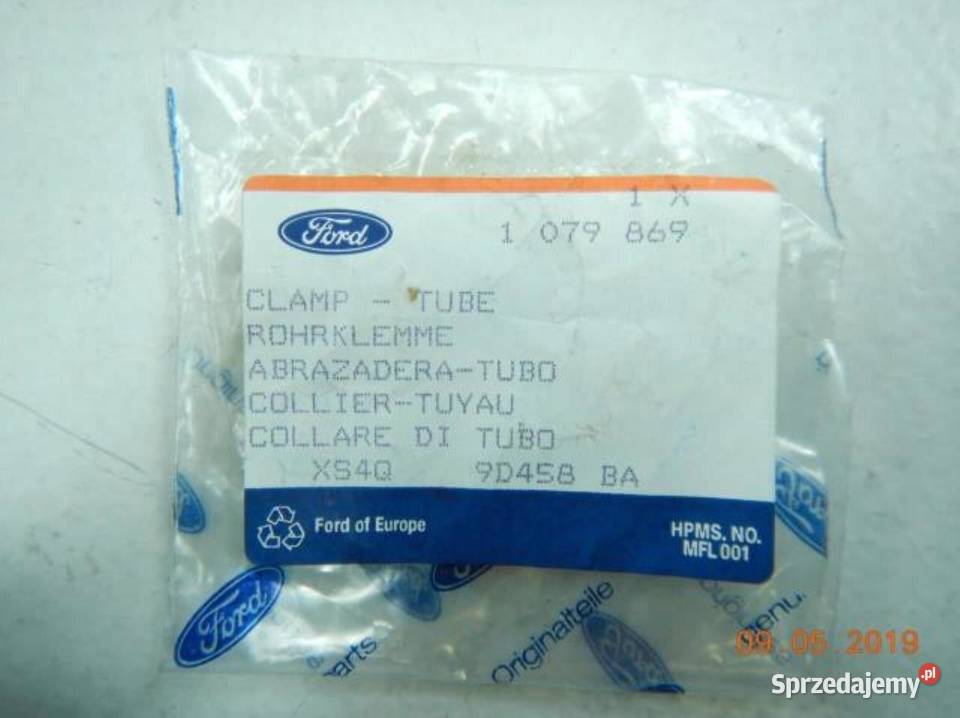 1 X
Ford
1 079 869
CLAMP - TUBE
ROHRKLEMME
ABRAZADERA-TUBO
COLLIER-TUYAU
COLLARE DI TUBO
XS4Q 9D458 BA
Ford of Europe
HPMS. NO.
MFL 001
Ford
Originalteile
09.05.2019
Sprzedajemy.pl